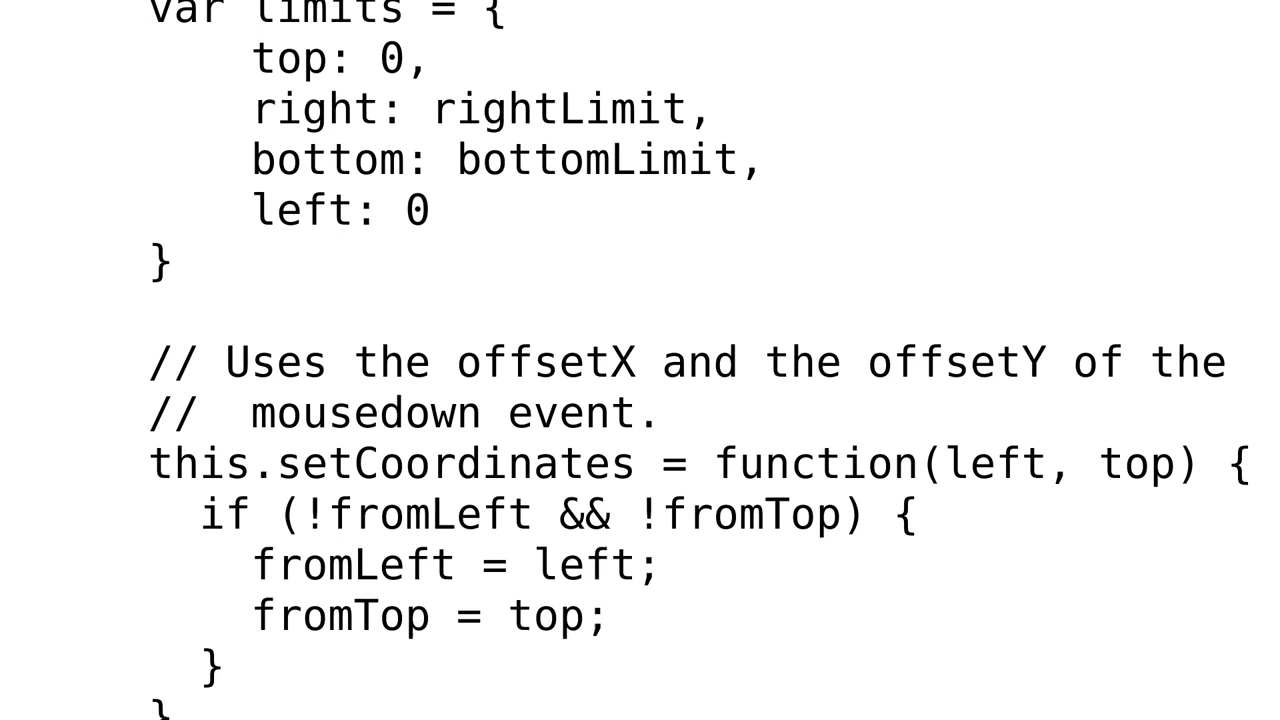 var limits = {
    top: 0,
    right: rightLimit,
    bottom: bottomLimit,
    left: 0
}

// Uses the offsetX and the offsetY of the
//  mousedown event.
this.setCoordinates = function(left, top) {
  if (!fromLeft && !fromTop) {
    fromLeft = left;
    fromTop = top;
  }
}